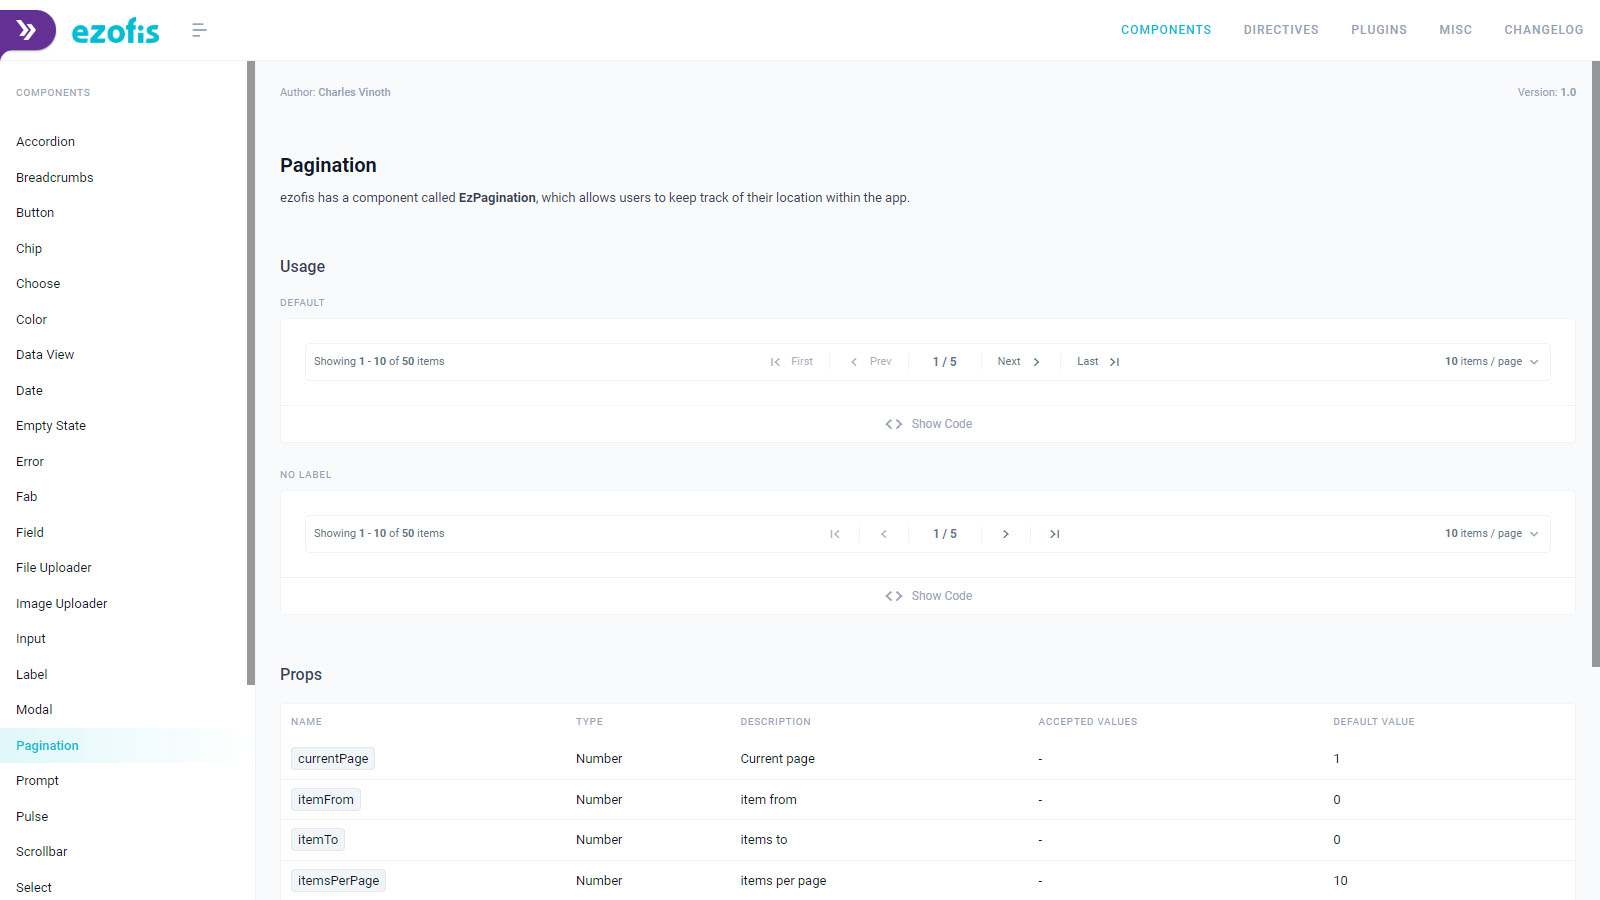 ezofis
COMPONENTS DIRECTIVES PLUGINS MISC CHANGELOG
COMPONENTS
Accordion
Breadcrumbs
Button
Chip
Choose
Color
Data View
Date
Empty State
Error
Fab
Field
File Uploader
Image Uploader
Input
Label
Modal
Pagination
Prompt
Pulse
Scrollbar
Select
Author: Charles Vinoth
Version: 1.0
Pagination
ezofis has a component called EzPagination, which allows users to keep track of their location within the app.
Usage
DEFAULT
Showing 1 - 10 of 50 items First Prev 1 / 5 Next Last 10 items / page
Show Code
NO LABEL
Showing 1 - 10 of 50 items 1 / 5 10 items / page
Show Code
Props
NAME TYPE DESCRIPTION ACCEPTED VALUES DEFAULT VALUE
currentPage Number Current page - 1
itemFrom Number item from - 0
itemTo Number items to - 0
itemsPerPage Number items per page - 10